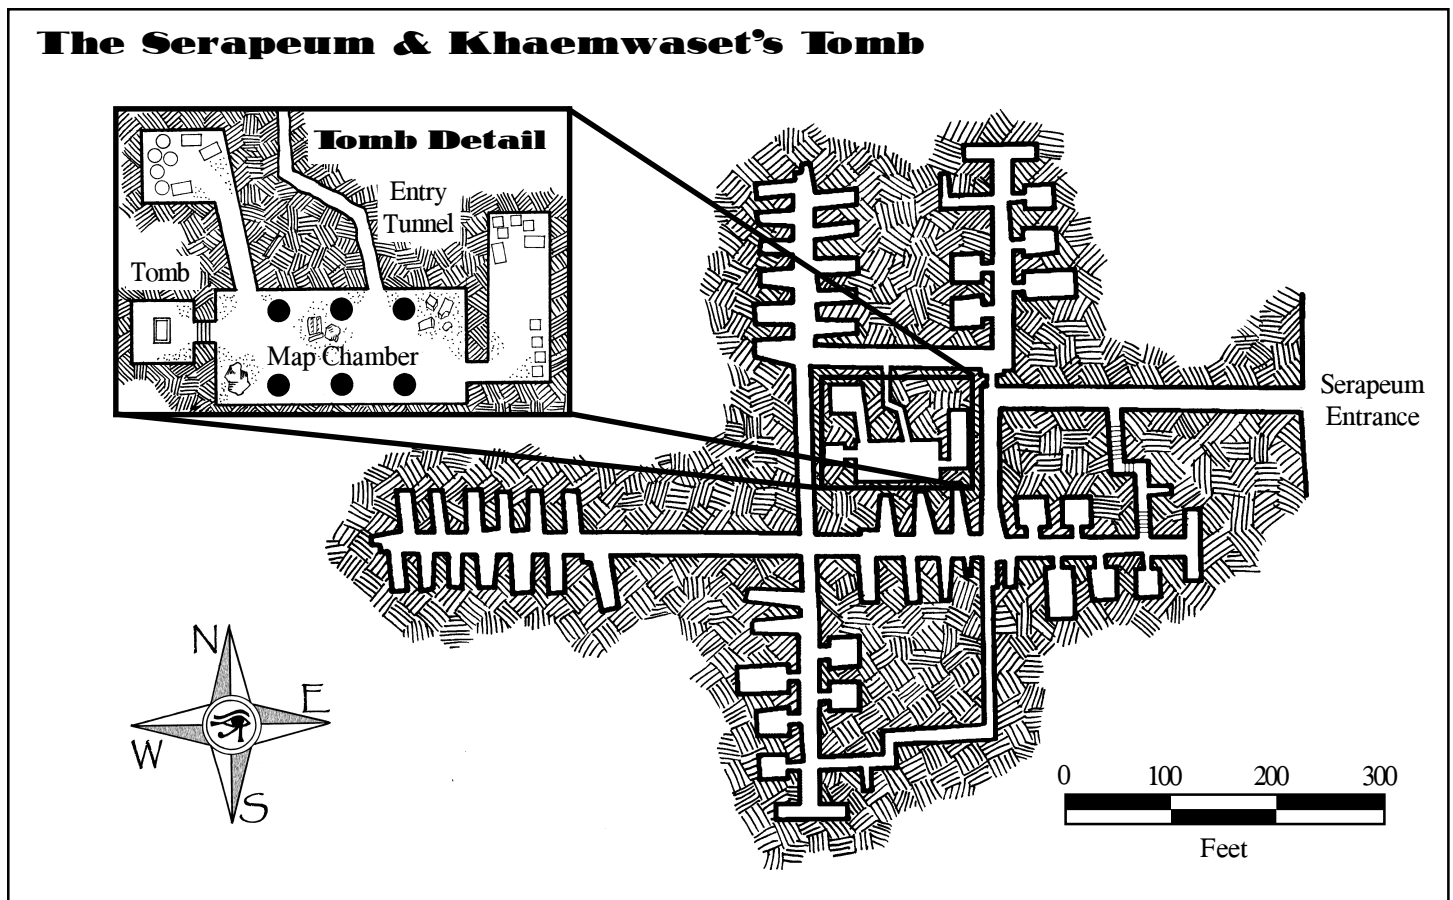 The Serapeum & Khaemwaset's Tomb
Tomb Detail
Entry
Tunnel
Tomb
Map Chamber
Serapeum
Entrance
N
E
W
S
0 100 200 300
Feet